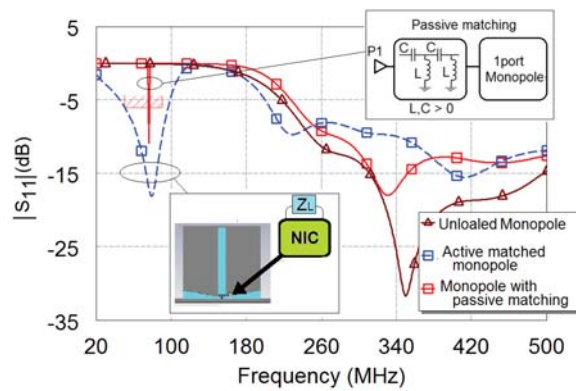 5
-5
-15
-25
-35
|S11|(dB)
20
100
180
260
340
420
500
Frequency (MHz)
Passive matching
P1
C
C
L
L
L,C > 0
1port
Monopole
ZL
NIC
Unloaled Monopole
Active matched
monopole
Monopole with
passive matching